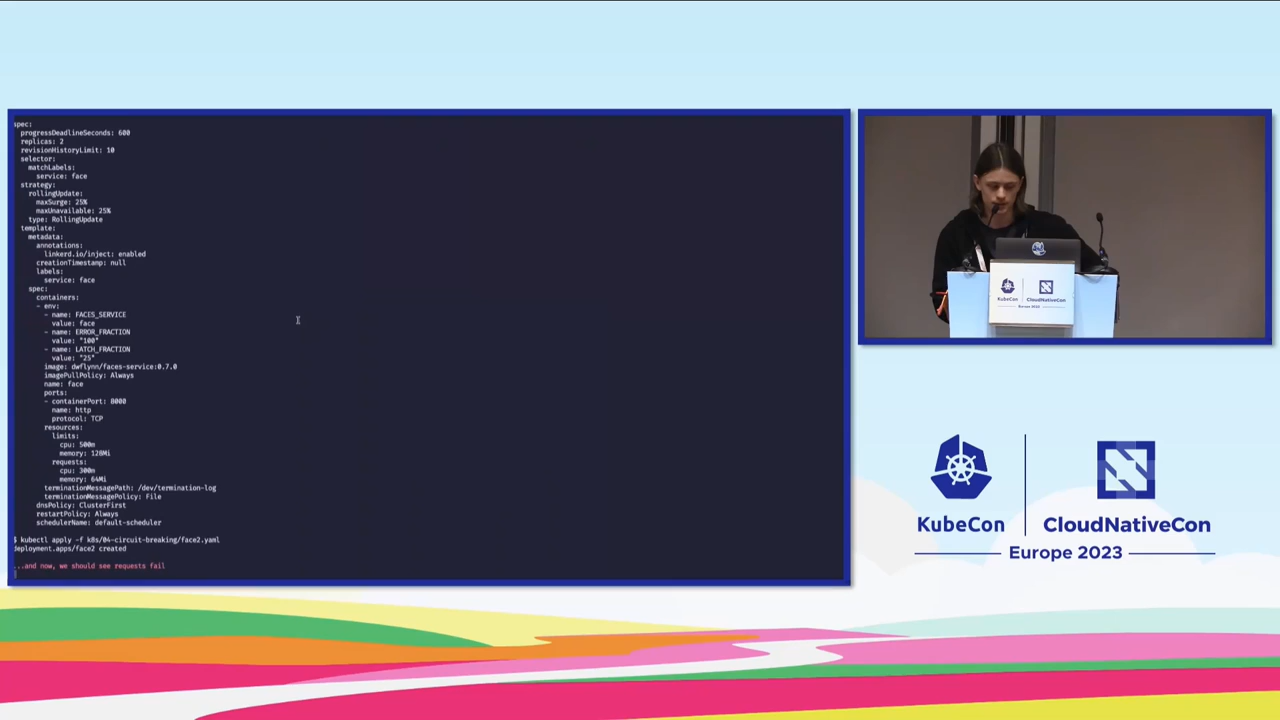 spec:
progressDeadlineSeconds: 600
replicas: 2
revisionHistoryLimit: 10
selector:
matchLabels:
service: face
strategy:
rollingUpdate:
maxSurge: 25%
maxUnavailable: 25%
type: RollingUpdate
template:
metadata:
annotations:
linkerd.io/inject: enabled
creationTimestamp: null
labels:
service: face
spec:
containers:
- env:
- name: FACES_SERVICE
value: face
- name: ERROR_FRACTION
value: "100"
- name: LATCH_FRACTION
value: "25"
image: dwflynn/faces-service:0.7.0
imagePullPolicy: Always
name: face
ports:
- containerPort: 8000
name: http
protocol: TCP
resources:
limits:
cpu: 500m
memory: 128Mi
requests:
cpu: 300m
memory: 64Mi
terminationMessagePath: /dev/termination-log
terminationMessagePolicy: File
dnsPolicy: ClusterFirst
restartPolicy: Always
schedulerName: default-scheduler
$ kubectl apply -f k8s/04-circuit-breaking/face2.yaml
deployment.apps/face2 created
...and now, we should see requests fail
KubeCon
CloudNativeCon
Europe 2023
KubeCon
CloudNativeCon
Europe 2023